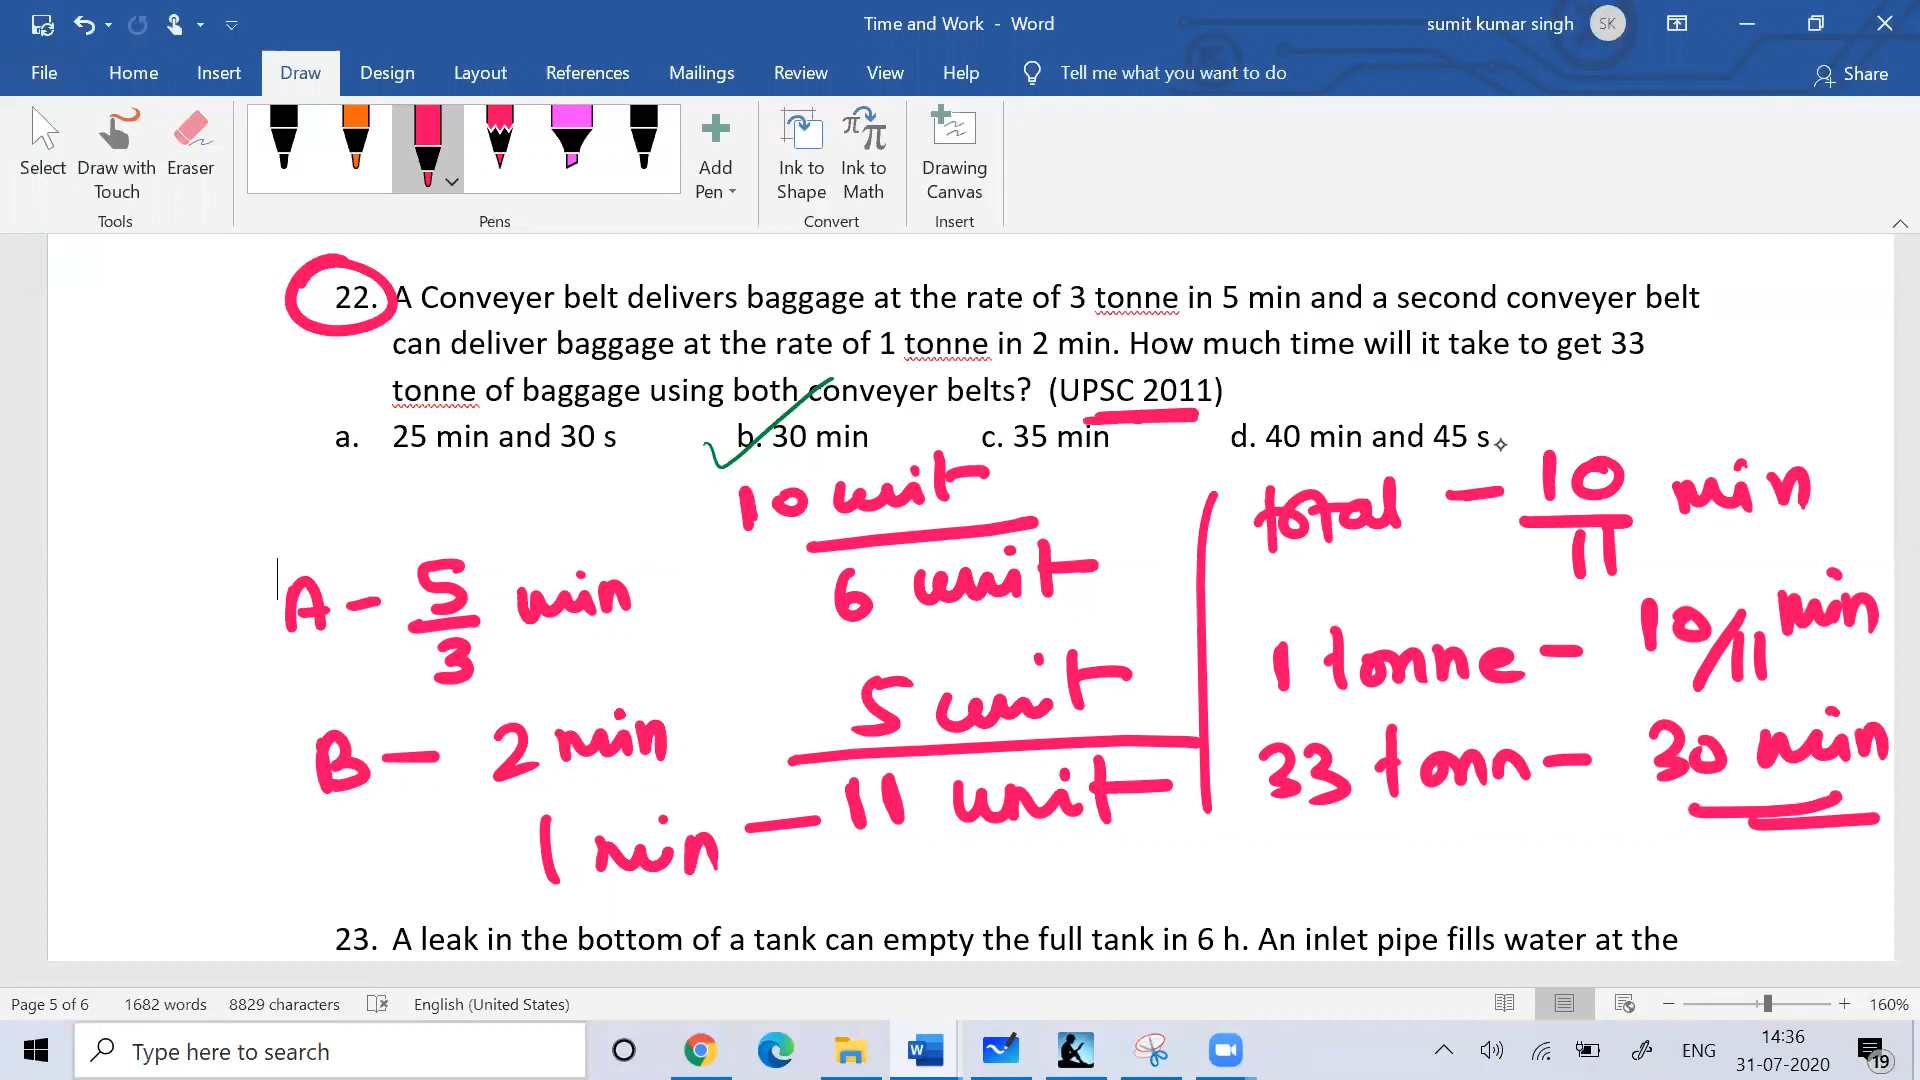 Time and Work - Word
sumit kumar singh SK
File Home Insert Draw Design Layout References Mailings Review View Help Tell me what you want to do Share
Select Draw with Touch Eraser Add Pen Ink to Shape Ink to Math Drawing Canvas
Tools Pens Convert Insert
22. A Conveyer belt delivers baggage at the rate of 3 tonne in 5 min and a second conveyer belt
can deliver baggage at the rate of 1 tonne in 2 min. How much time will it take to get 33
tonne of baggage using both conveyer belts? (UPSC 2011)
a. 25 min and 30 s b. 30 min c. 35 min d. 40 min and 45 s
10 unit
6 unit
A - 5/3 min
5 unit
B - 2 min
1 min - 11 unit
total - 10/11 min
1 tonne - 10/11 min
33 tonn - 30 min
23. A leak in the bottom of a tank can empty the full tank in 6 h. An inlet pipe fills water at the
Page 5 of 6 1682 words 8829 characters English (United States) 160%
Type here to search
W
ENG
14:36
31-07-2020
19